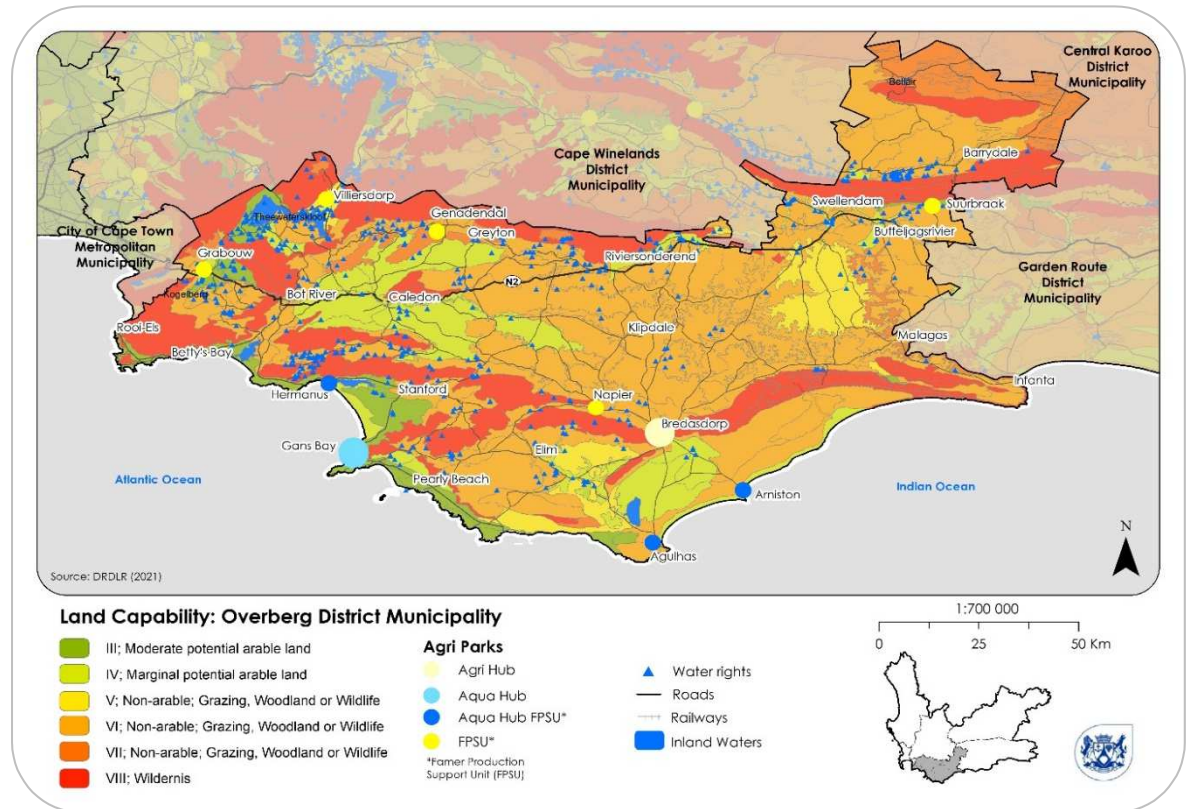 Central Karoo
District
Municipality
Bellair
Barrydale
Cape Winelands
District
Municipality
Villiersdorp
Swellendam
Suurbraak
Genadendal
Theewaterskloof
City of Cape Town
Metropolitan
Municipality
Greyton
Buffeljagsrivier
Grabouw
Riviersonderend
Garden Route
District
Municipality
N2
Kogelberg
Bot River
Caledon
Rooi-Els
Klipdale
Malagas
Betty's Bay
Infanta
Hermanus
Stanford
Napier
Bredasdorp
Gans Bay
Elim
Pearly Beach
Atlantic Ocean
Indian Ocean
Arniston
N
Agulhas
Source: DRDLR (2021)
Land Capability: Overberg District Municipality
III; Moderate potential arable land
IV; Marginal potential arable land
V; Non-arable; Grazing, Woodland or Wildlife
VI; Non-arable; Grazing, Woodland or Wildlife
VII; Non-arable; Grazing, Woodland or Wildlife
VIII; Wildernis
Agri Parks
Agri Hub
Aqua Hub
Aqua Hub FPSU*
FPSU*
*Famer Production
Support Unit (FPSU)
Water rights
Roads
Railways
Inland Waters
1:700 000
0 25 50 Km